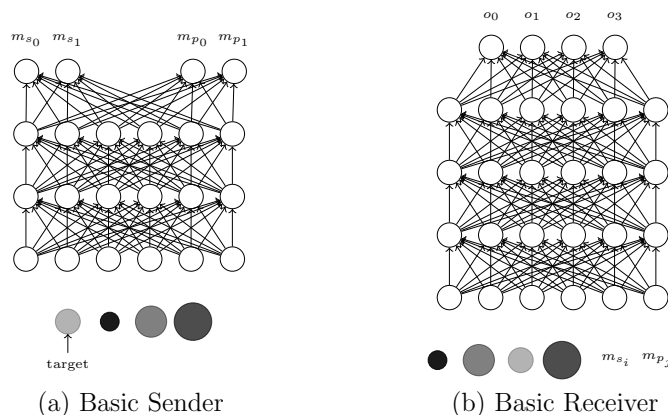 m_{s_0} m_{s_1} m_{p_0} m_{p_1}
target
(a) Basic Sender
o_0 o_1 o_2 o_3
m_{s_i} m_{p_j}
(b) Basic Receiver